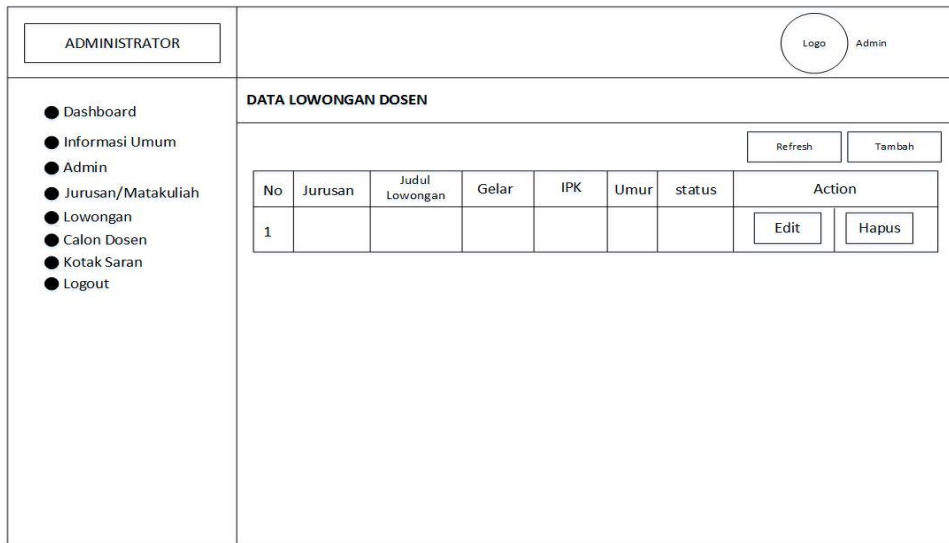 ADMINISTRATOR
Logo
Admin
Dashboard
Informasi Umum
Admin
Jurusan/Matakuliah
Lowongan
Calon Dosen
Kotak Saran
Logout
DATA LOWONGAN DOSEN
Refresh
Tambah
No Jurusan Judul Lowongan Gelar IPK Umur status Action
1 Edit Hapus